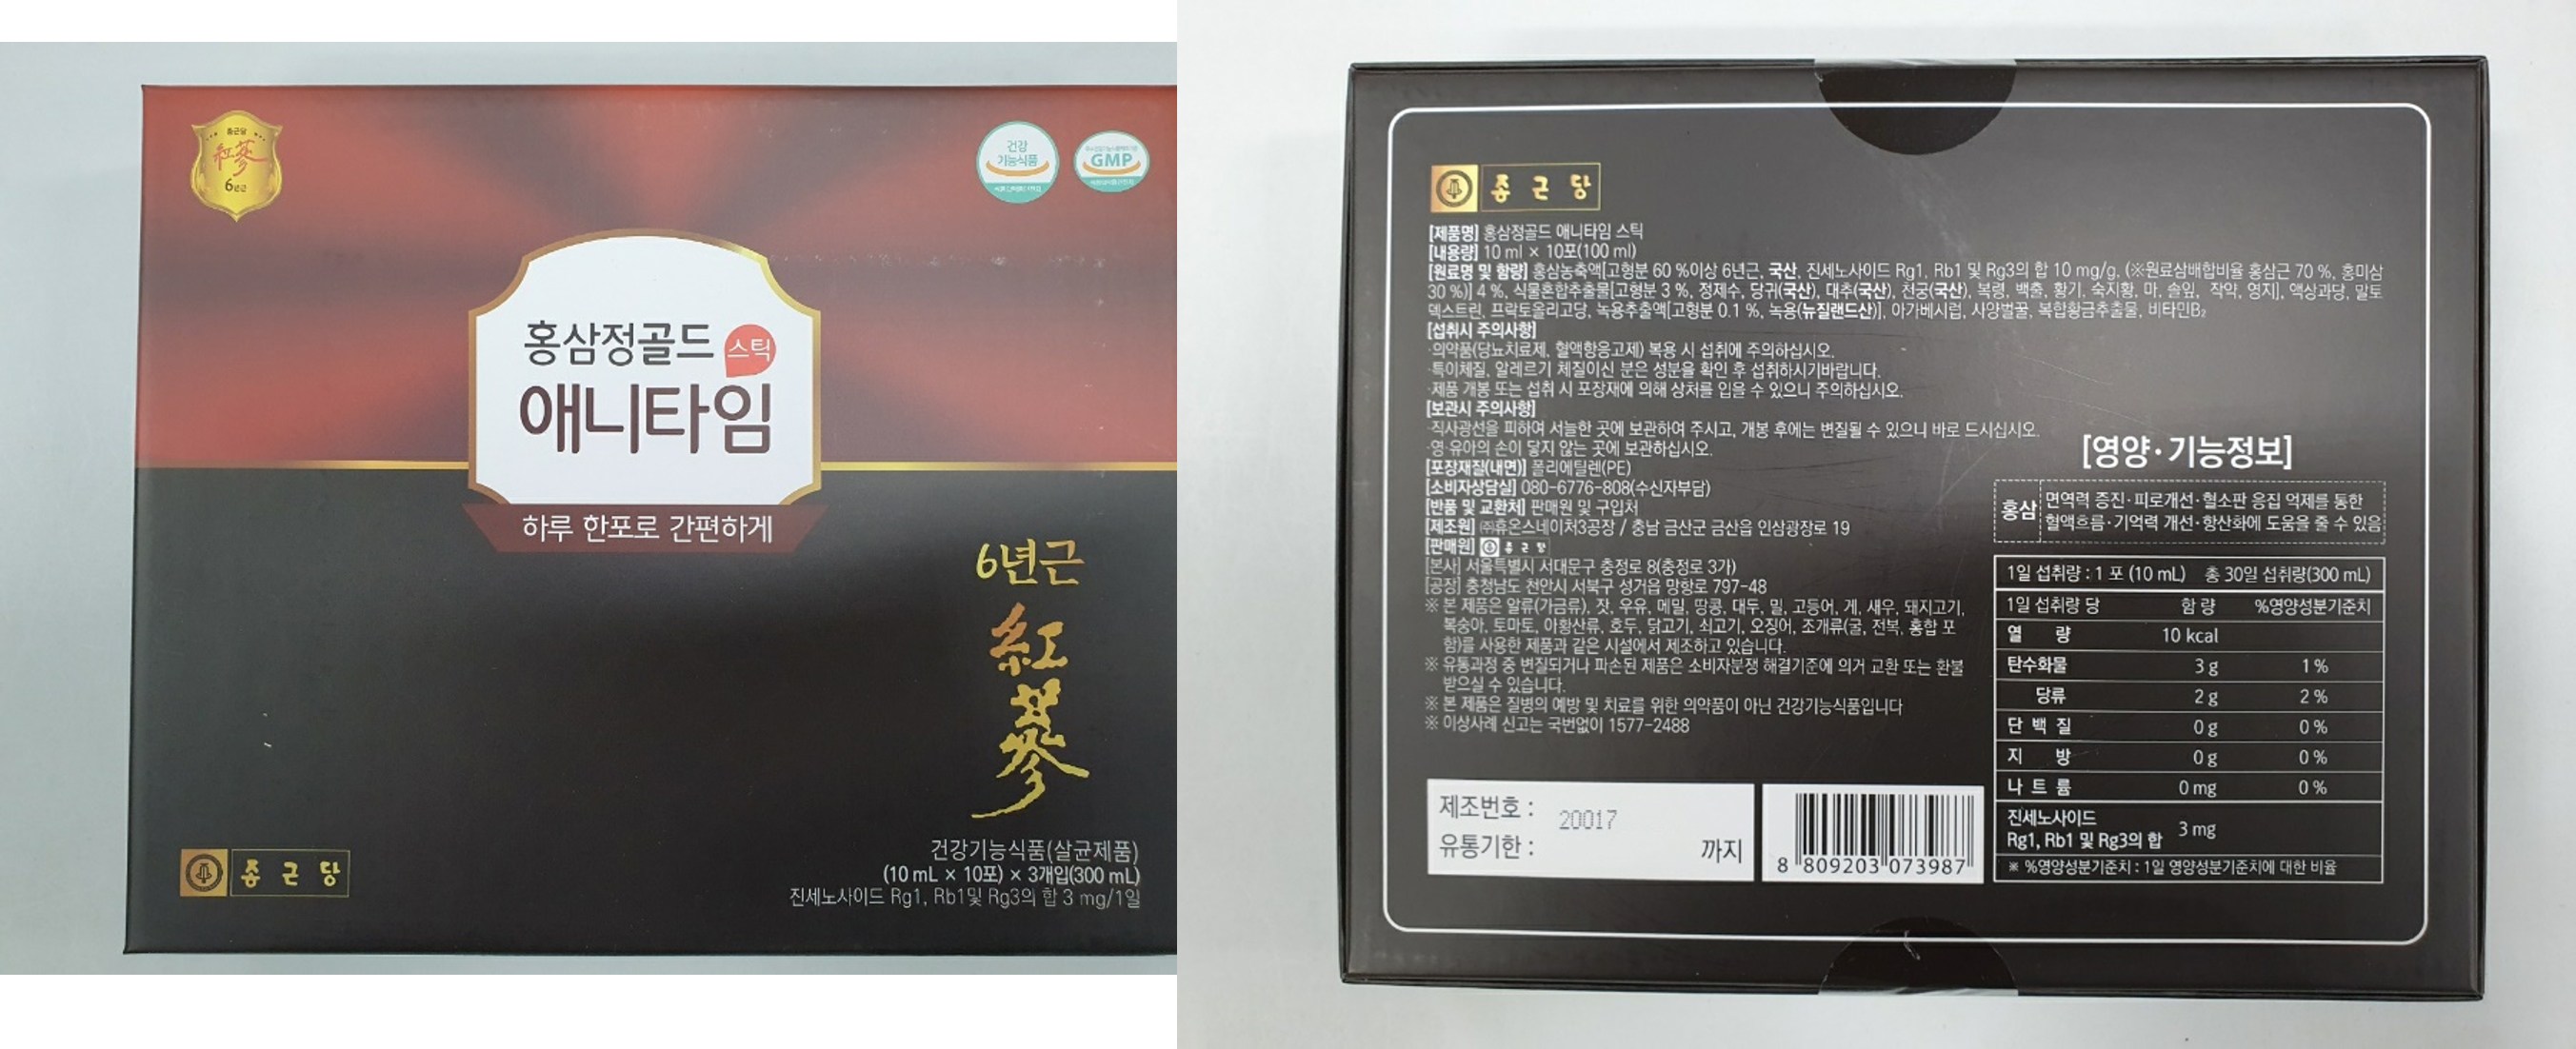 종근당
紅蔘
6년근
건강
기능식품
GMP
홍삼정골드 스틱
애니타임
하루 한포로 간편하게
6년근
紅蔘
종근당
건강기능식품(살균제품)
(10 mL × 10포) × 3개입(300 mL)
진세노사이드 Rg1, Rb1및 Rg3의 합 3 mg/1일
종근당
[제품명] 홍삼정골드 애니타임 스틱
[내용량] 10 ml × 10포(100 ml)
[원료명 및 함량] 홍삼농축액[고형분 60 %이상 6년근, 국산, 진세노사이드 Rg1, Rb1 및 Rg3의 합 10 mg/g, (※원료삼배합비율 홍삼근 70 %, 홍미삼
30 %)] 4 %, 식물혼합추출물[고형분 3 %, 정제수, 당귀(국산), 대추(국산), 천궁(국산), 복령, 백출, 황기, 숙지황, 마, 솔잎, 작약, 영지], 액상과당, 말토
덱스트린, 프락토올리고당, 녹용추출액[고형분 0.1 %, 녹용(뉴질랜드산)], 아가베시럽, 사양벌꿀, 복합황금추출물, 비타민B₂
[섭취시 주의사항]
·의약품(당뇨치료제, 혈액항응고제) 복용 시 섭취에 주의하십시오.
·특이체질, 알레르기 체질이신 분은 성분을 확인 후 섭취하시기바랍니다.
·제품 개봉 또는 섭취 시 포장재에 의해 상처를 입을 수 있으니 주의하십시오.
[보관시 주의사항]
·직사광선을 피하여 서늘한 곳에 보관하여 주시고, 개봉 후에는 변질될 수 있으니 바로 드시십시오.
·영·유아의 손이 닿지 않는 곳에 보관하십시오.
[포장재질(내면)] 폴리에틸렌(PE)
[소비자상담실] 080-6776-808(수신자부담)
[반품 및 교환처] 판매원 및 구입처
[제조원] ㈜휴온스네이처3공장 / 충남 금산군 금산읍 인삼광장로 19
[판매원] 종근당
[본사] 서울특별시 서대문구 충정로 8(충정로 3가)
[공장] 충청남도 천안시 서북구 성거읍 망향로 797-48
※ 본 제품은 알류(가금류), 잣, 우유, 메밀, 땅콩, 대두, 밀, 고등어, 게, 새우, 돼지고기,
복숭아, 토마토, 아황산류, 호두, 닭고기, 쇠고기, 오징어, 조개류(굴, 전복, 홍합 포
함)를 사용한 제품과 같은 시설에서 제조하고 있습니다.
※ 유통과정 중 변질되거나 파손된 제품은 소비자분쟁 해결기준에 의거 교환 또는 환불
받으실 수 있습니다.
※ 본 제품은 질병의 예방 및 치료를 위한 의약품이 아닌 건강기능식품입니다
※ 이상사례 신고는 국번없이 1577-2488
제조번호 : 20017
유통기한 : 까지
8 809203 073987
[영양·기능정보]
홍삼 면역력 증진·피로개선·혈소판 응집 억제를 통한
혈액흐름·기억력 개선·항산화에 도움을 줄 수 있음
1일 섭취량 : 1 포 (10 mL) 총 30일 섭취량(300 mL)
1일 섭취량 당 함 량 %영양성분기준치
열 량 10 kcal
탄수화물 3 g 1 %
당류 2 g 2 %
단 백 질 0 g 0 %
지 방 0 g 0 %
나 트 륨 0 mg 0 %
진세노사이드
Rg1, Rb1 및 Rg3의 합 3 mg
※ %영양성분기준치 : 1일 영양성분기준치에 대한 비율